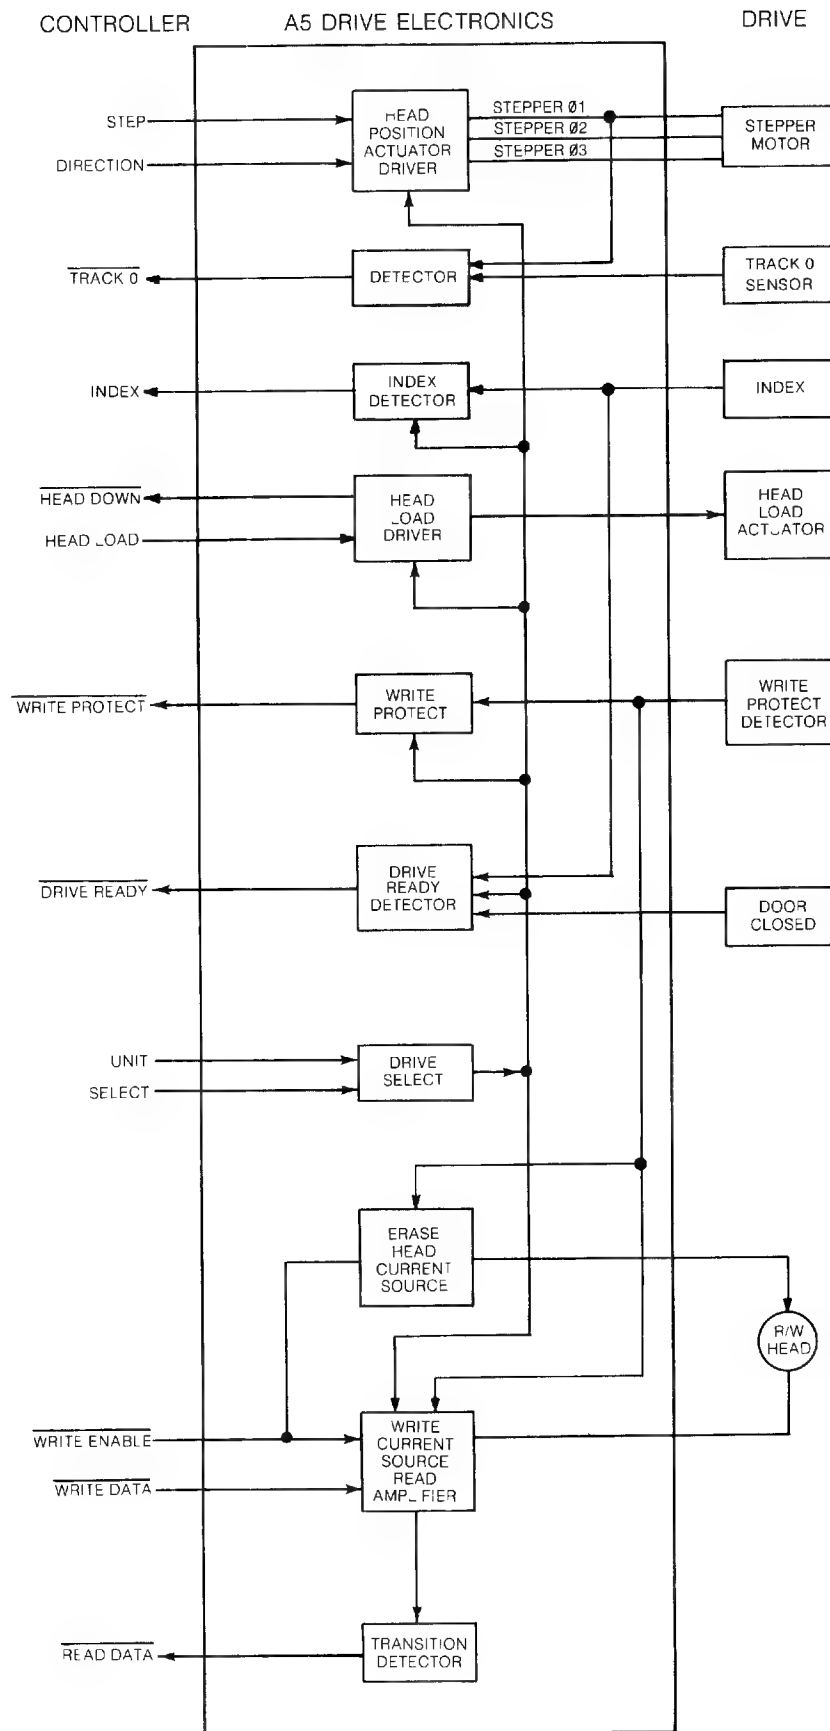 CONTROLLER A5 DRIVE ELECTRONICS DRIVE
STEP
DIRECTION
HEAD
POSITION
ACTUATOR
DRIVER
STEPPER Ø1
STEPPER Ø2
STEPPER Ø3
STEPPER
MOTOR
TRACK 0
DETECTOR
TRACK 0
SENSOR
INDEX
INDEX
DETECTOR
INDEX
HEAD DOWN
HEAD LOAD
HEAD
LOAD
DRIVER
HEAD
LOAD
ACTUATOR
WRITE PROTECT
WRITE
PROTECT
WRITE
PROTECT
DETECTOR
DRIVE READY
DRIVE
READY
DETECTOR
DOOR
CLOSED
UNIT
SELECT
DRIVE
SELECT
ERASE
HEAD
CURRENT
SOURCE
R/W
HEAD
WRITE ENABLE
WRITE DATA
WRITE
CURRENT
SOURCE
READ
AMPLIFIER
READ DATA
TRANSITION
DETECTOR